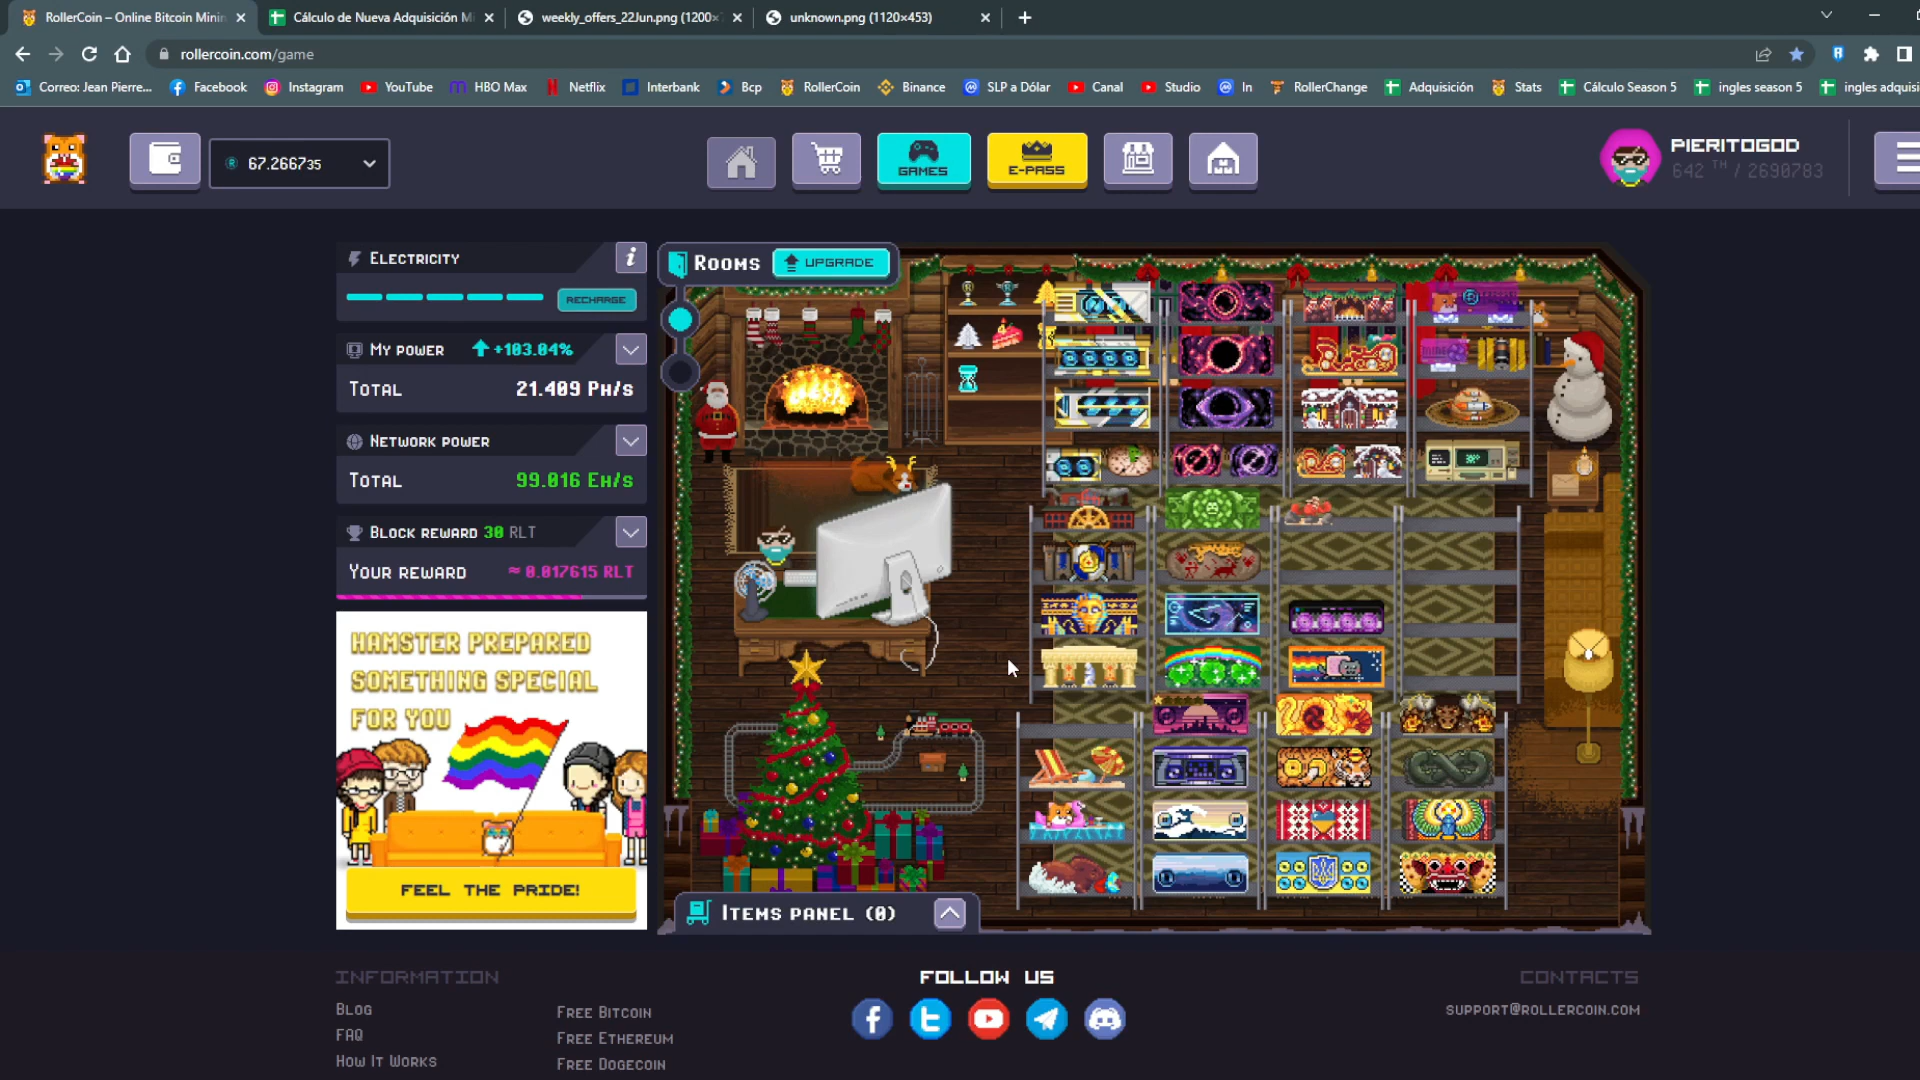 RollerCoin – Online Bitcoin Minin
Cálculo de Nueva Adquisición Mi
weekly_offers_22Jun.png (1200×
unknown.png (1120×453)
rollercoin.com/game
Correo: Jean Pierre...
Facebook
Instagram
YouTube
HBO Max
Netflix
Interbank
Bcp
RollerCoin
Binance
SLP a Dólar
Canal
Studio
In
RollerChange
Adquisición
Stats
Cálculo Season 5
ingles season 5
ingles adquisi
67.266735
GAMES
E-PASS
PIERITOGOD
642 TH / 2690783
ELECTRICITY
RECHARGE
MY POWER +103.04%
TOTAL 21.409 PH/S
NETWORK POWER
TOTAL 99.016 EH/S
BLOCK REWARD 30 RLT
YOUR REWARD ≈ 0.017615 RLT
HAMSTER PREPARED
SOMETHING SPECIAL
FOR YOU
FEEL THE PRIDE!
ROOMS
UPGRADE
ITEMS PANEL (0)
INFORMATION
BLOG
FAQ
HOW IT WORKS
FREE BITCOIN
FREE ETHEREUM
FREE DOGECOIN
FOLLOW US
CONTACTS
SUPPORT@ROLLERCOIN.COM